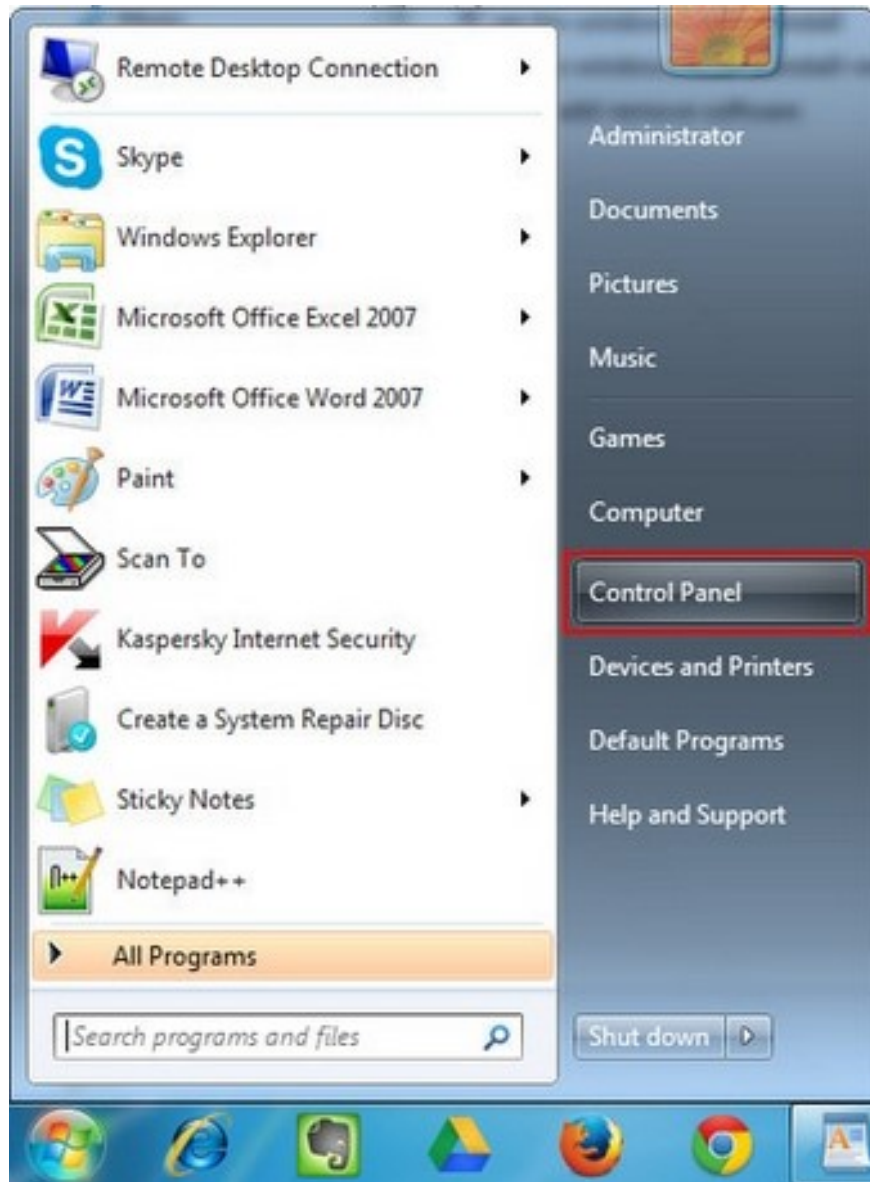 Remote Desktop Connection
Skype
Windows Explorer
Microsoft Office Excel 2007
Microsoft Office Word 2007
Paint
Scan To
Kaspersky Internet Security
Create a System Repair Disc
Sticky Notes
Notepad++
All Programs
Search programs and files
Administrator
Documents
Pictures
Music
Games
Computer
Control Panel
Devices and Printers
Default Programs
Help and Support
Shut down